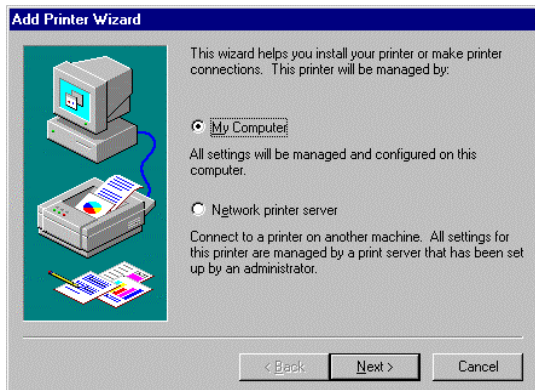 Add Printer Wizard
This wizard helps you install your printer or make printer
connections. This printer will be managed by:
My Computer
All settings will be managed and configured on this
computer.
Network printer server
Connect to a printer on another machine. All settings for
this printer are managed by a print server that has been set
up by an administrator.
< Back
Next >
Cancel